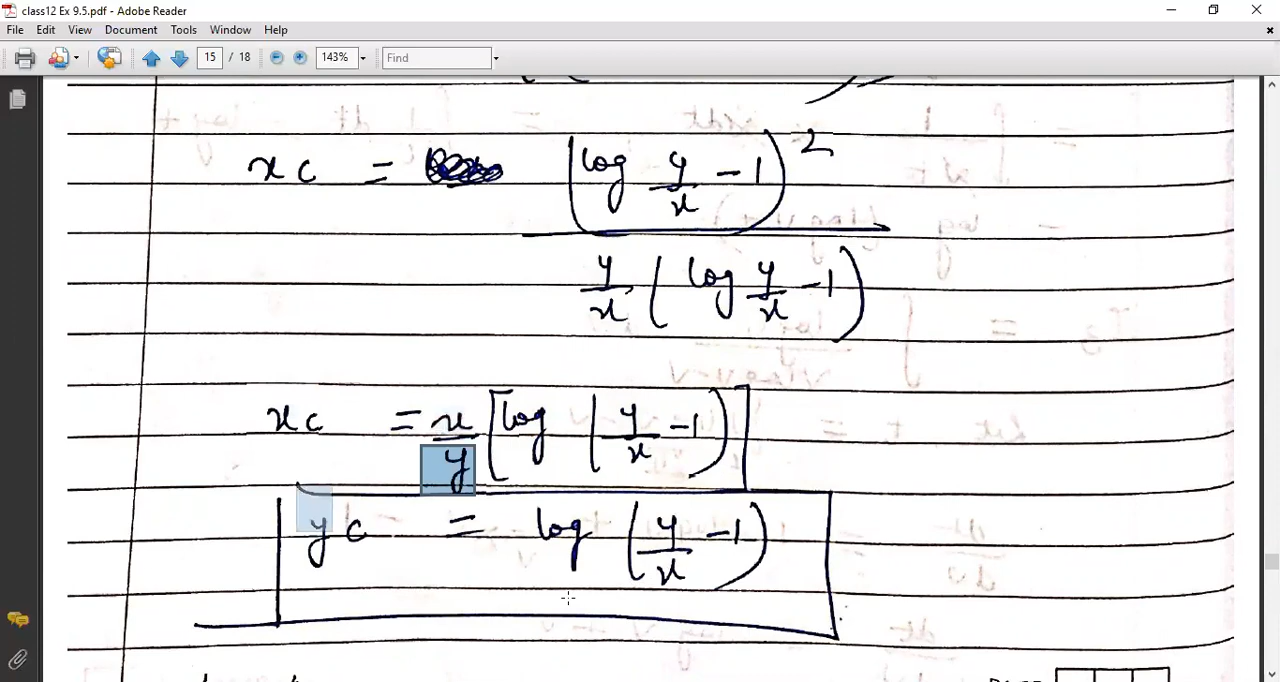 class12 Ex 9.5.pdf - Adobe Reader
File Edit View Document Tools Window Help
15 / 18 143% Find
xc = (log y/x - 1)²
y/x (log y/x - 1)
xc = x/y [log (y/x - 1)]
yc = log (y/x - 1)